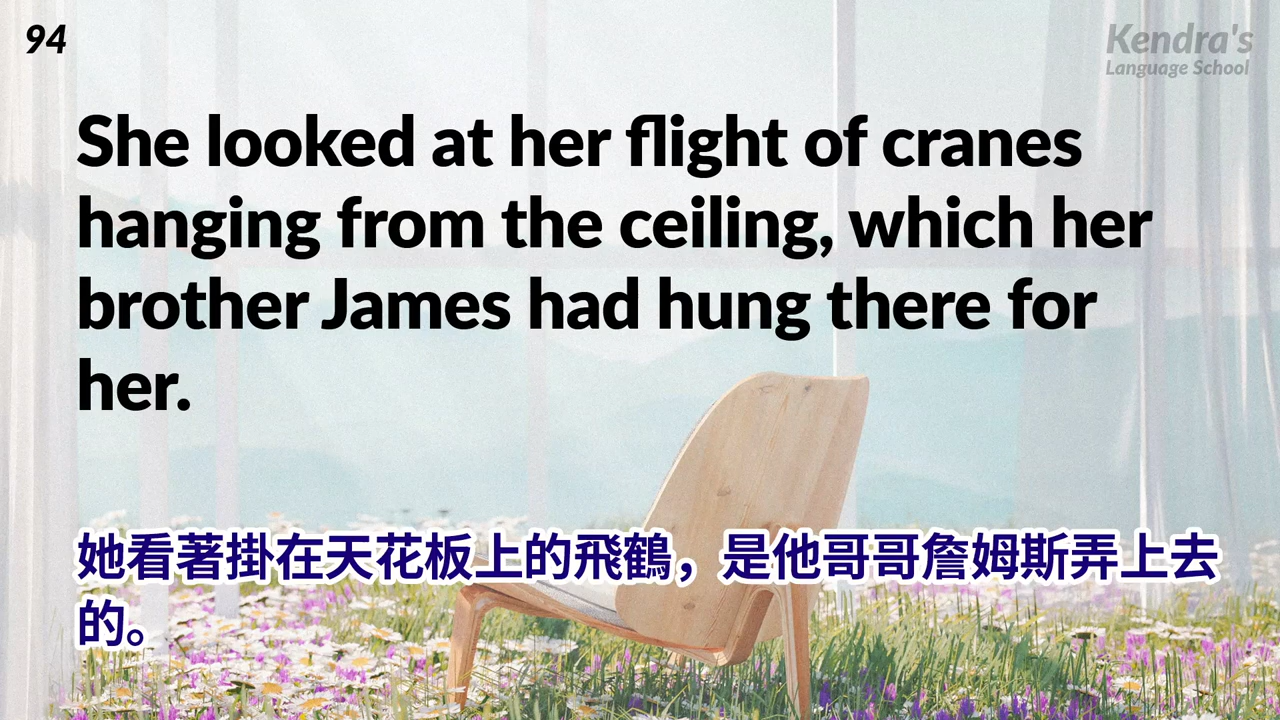 94
Kendra's
Language School
She looked at her flight of cranes
hanging from the ceiling, which her
brother James had hung there for
her.
她看著掛在天花板上的飛鶴，是他哥哥詹姆斯弄上去
的。